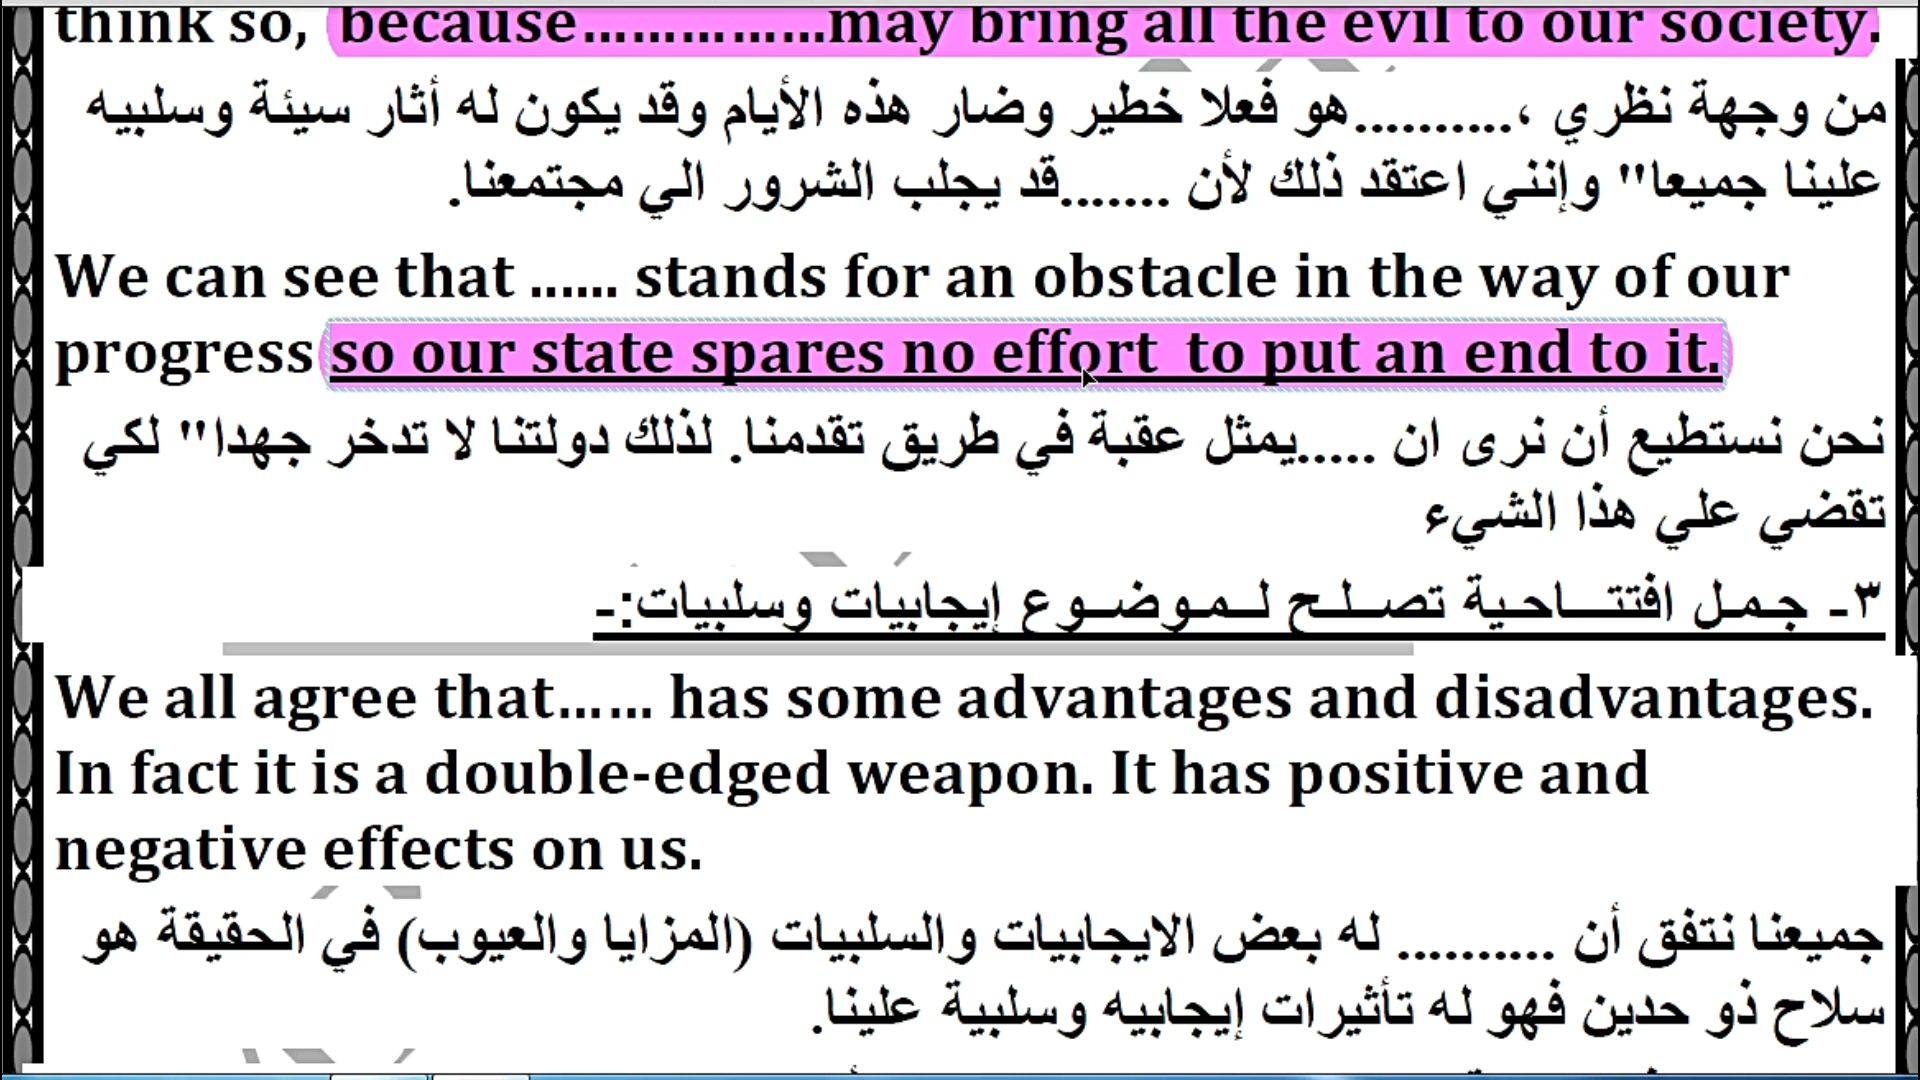 think so, because...............may bring all the evil to our society.
من وجهة نظري ،..........هو فعلا خطير وضار هذه الأيام وقد يكون له أثار سيئة وسلبيه
علينا جميعا" وإنني اعتقد ذلك لأن .......قد يجلب الشرور الي مجتمعنا.
We can see that ...... stands for an obstacle in the way of our
progress so our state spares no effort to put an end to it.
نحن نستطيع أن نرى ان .....يمثل عقبة في طريق تقدمنا. لذلك دولتنا لا تدخر جهدا" لكي
تقضي علي هذا الشيء
٣- جمل افتتاحية تصلح لموضوع إيجابيات وسلبيات:-
We all agree that...... has some advantages and disadvantages.
In fact it is a double-edged weapon. It has positive and
negative effects on us.
جميعنا نتفق أن .......... له بعض الايجابيات والسلبيات (المزايا والعيوب) في الحقيقة هو
سلاح ذو حدين فهو له تأثيرات إيجابيه وسلبية علينا.